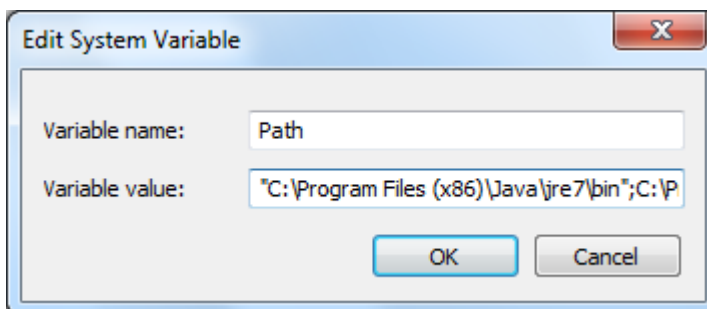 Edit System Variable
Variable name: Path
Variable value: "C:\Program Files (x86)\Java\jre7\bin";C:\P
OK Cancel